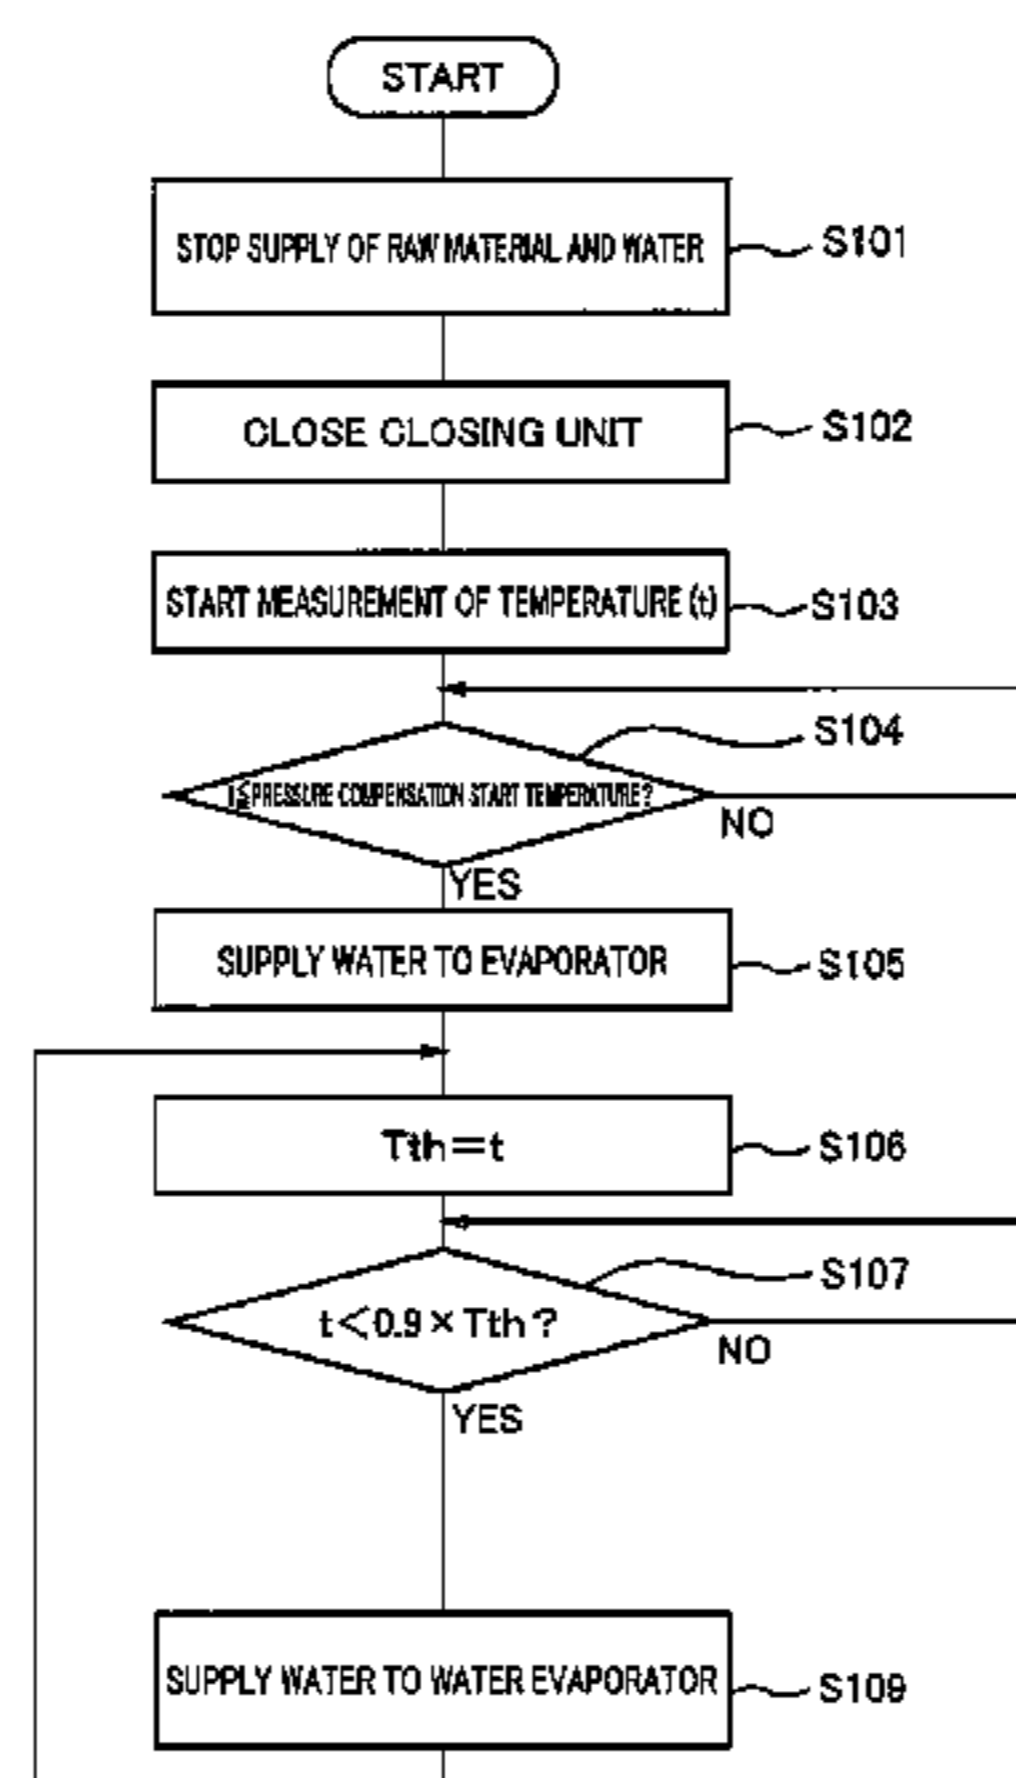 START
STOP SUPPLY OF RAW MATERIAL AND WATER
S101
CLOSE CLOSING UNIT
S102
START MEASUREMENT OF TEMPERATURE (t)
S103
S104
t≦PRESSURE COMPENSATION START TEMPERATURE?
NO
YES
SUPPLY WATER TO EVAPORATOR
S105
Tth=t
S106
S107
t<0.9×Tth?
NO
YES
SUPPLY WATER TO WATER EVAPORATOR
S109